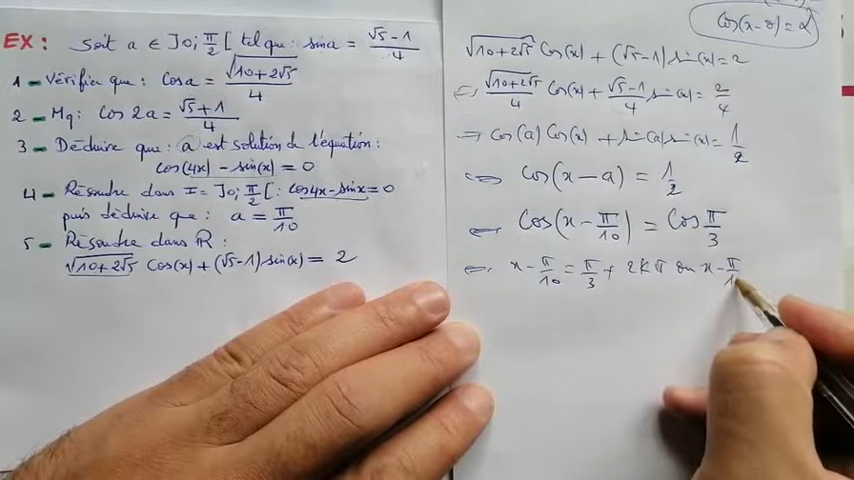 EX: Soit a ∈ ]0; π/2[ tel que: sin a = (√5 - 1)/4
1 - Vérifier que: cos a = √(10+2√5)/4
2 - Mq: cos 2a = (√5+1)/4
3 - Déduire que: a est solution de l'équation:
cos(4x) - sin(x) = 0
4 - Résoudre dans I = ]0; π/2[: cos4x - sinx = 0
puis déduire que: a = π/10
5 - Résoudre dans R:
√(10+2√5) cos(x) + (√5-1) sin(x) = 2
cos(x-a) = α
√(10+2√5) cos(x) + (√5-1) sin(x) = 2
⇔ √(10+2√5)/4 cos(x) + (√5-1)/4 sin(x) = 2/4
⇒ cos(a) cos(x) + sin(a) sin(x) = 1/2
⇔ cos(x-a) = 1/2
⇔ cos(x - π/10) = cos π/3
⇔ x - π/10 = π/3 + 2kπ ou x - π/1